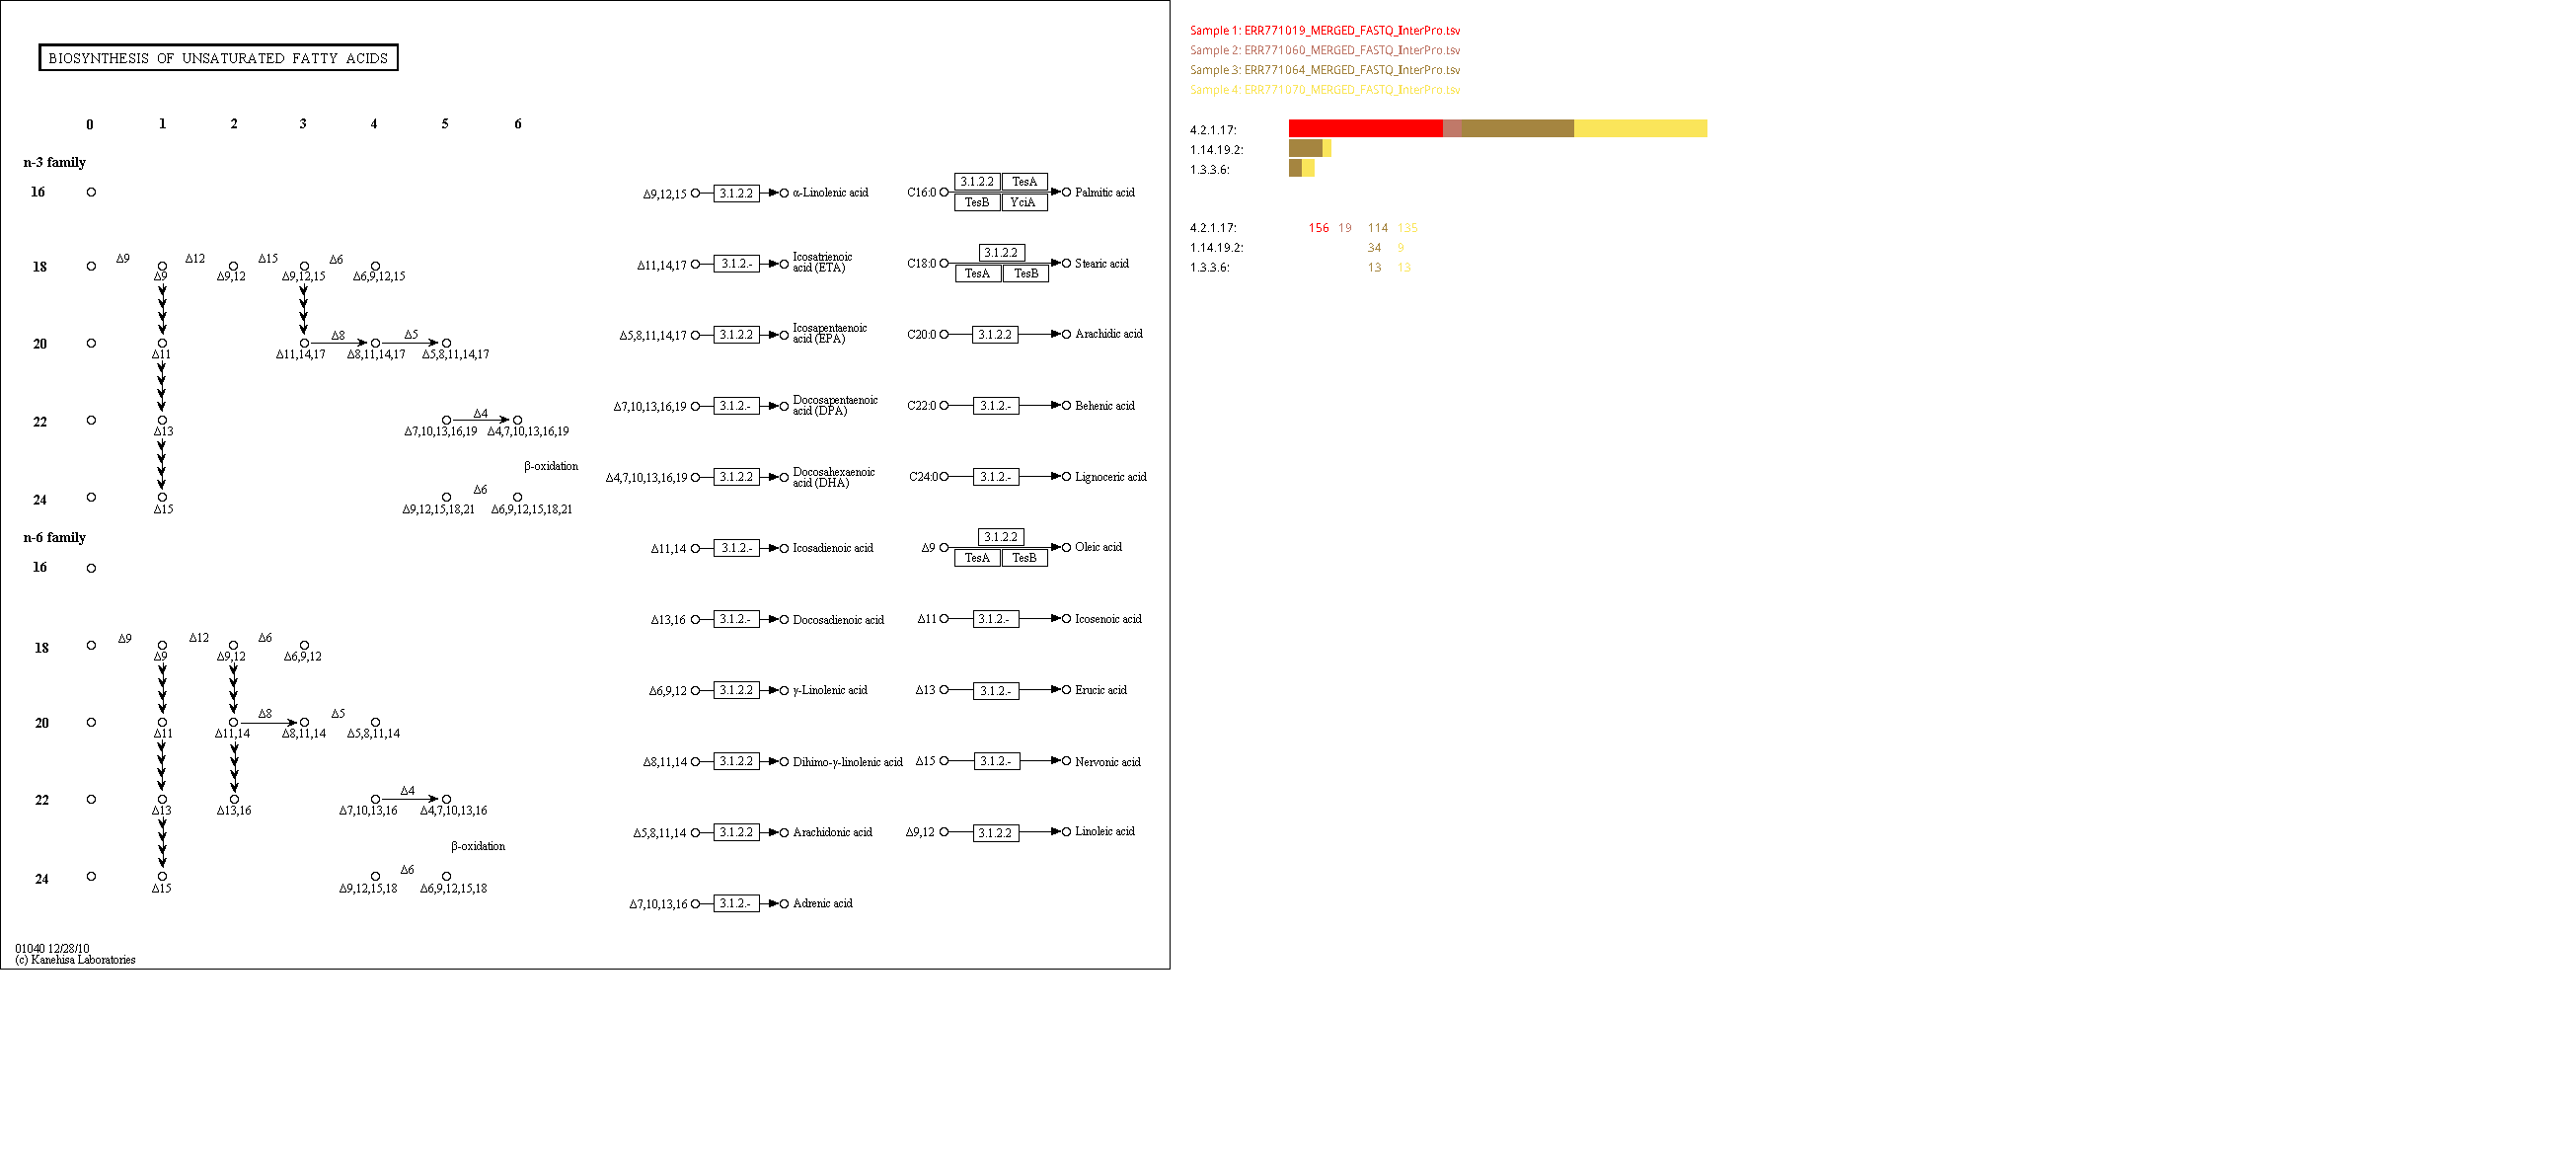 BIOSYNTHESIS OF UNSATURATED FATTY ACIDS
0 1 2 3 4 5 6
n-3 family
16
18 Δ9 Δ12 Δ15 Δ6
Δ9 Δ9,12 Δ9,12,15 Δ6,9,12,15
20 Δ8 Δ5
Δ11 Δ11,14,17 Δ8,11,14,17 Δ5,8,11,14,17
22 Δ4
Δ13 Δ7,10,13,16,19 Δ4,7,10,13,16,19
β-oxidation
24 Δ6
Δ15 Δ9,12,15,18,21 Δ6,9,12,15,18,21
n-6 family
16
18 Δ9 Δ12 Δ6
Δ9 Δ9,12 Δ6,9,12
20 Δ8 Δ5
Δ11 Δ11,14 Δ8,11,14 Δ5,8,11,14
22 Δ4
Δ13 Δ13,16 Δ7,10,13,16 Δ4,7,10,13,16
β-oxidation
24 Δ6
Δ15 Δ9,12,15,18 Δ6,9,12,15,18
01040 12/28/10
(c) Kanehisa Laboratories
Δ9,12,15 3.1.2.2 α-Linolenic acid
Δ11,14,17 3.1.2.- Icosatrienoic
acid (ETA)
Δ5,8,11,14,17 3.1.2.2 Icosapentaenoic
acid (EPA)
Δ7,10,13,16,19 3.1.2.- Docosapentaenoic
acid (DPA)
Δ4,7,10,13,16,19 3.1.2.2 Docosahexaenoic
acid (DHA)
Δ11,14 3.1.2.- Icosadienoic acid
Δ13,16 3.1.2.- Docosadienoic acid
Δ6,9,12 3.1.2.2 γ-Linolenic acid
Δ8,11,14 3.1.2.2 Dihimo-γ-linolenic acid
Δ5,8,11,14 3.1.2.2 Arachidonic acid
Δ7,10,13,16 3.1.2.- Adrenic acid
3.1.2.2 TesA
C16:0 Palmitic acid
TesB YciA
3.1.2.2
C18:0 Stearic acid
TesA TesB
C20:0 3.1.2.2 Arachidic acid
C22:0 3.1.2.- Behenic acid
C24:0 3.1.2.- Lignoceric acid
3.1.2.2
Δ9 Oleic acid
TesA TesB
Δ11 3.1.2.- Icosenoic acid
Δ13 3.1.2.- Erucic acid
Δ15 3.1.2.- Nervonic acid
Δ9,12 3.1.2.2 Linoleic acid
Sample 1: ERR771019_MERGED_FASTQ_InterPro.tsv
Sample 2: ERR771060_MERGED_FASTQ_InterPro.tsv
Sample 3: ERR771064_MERGED_FASTQ_InterPro.tsv
Sample 4: ERR771070_MERGED_FASTQ_InterPro.tsv
4.2.1.17:
1.14.19.2:
1.3.3.6:
4.2.1.17: 156 19 114 135
1.14.19.2: 34 9
1.3.3.6: 13 13